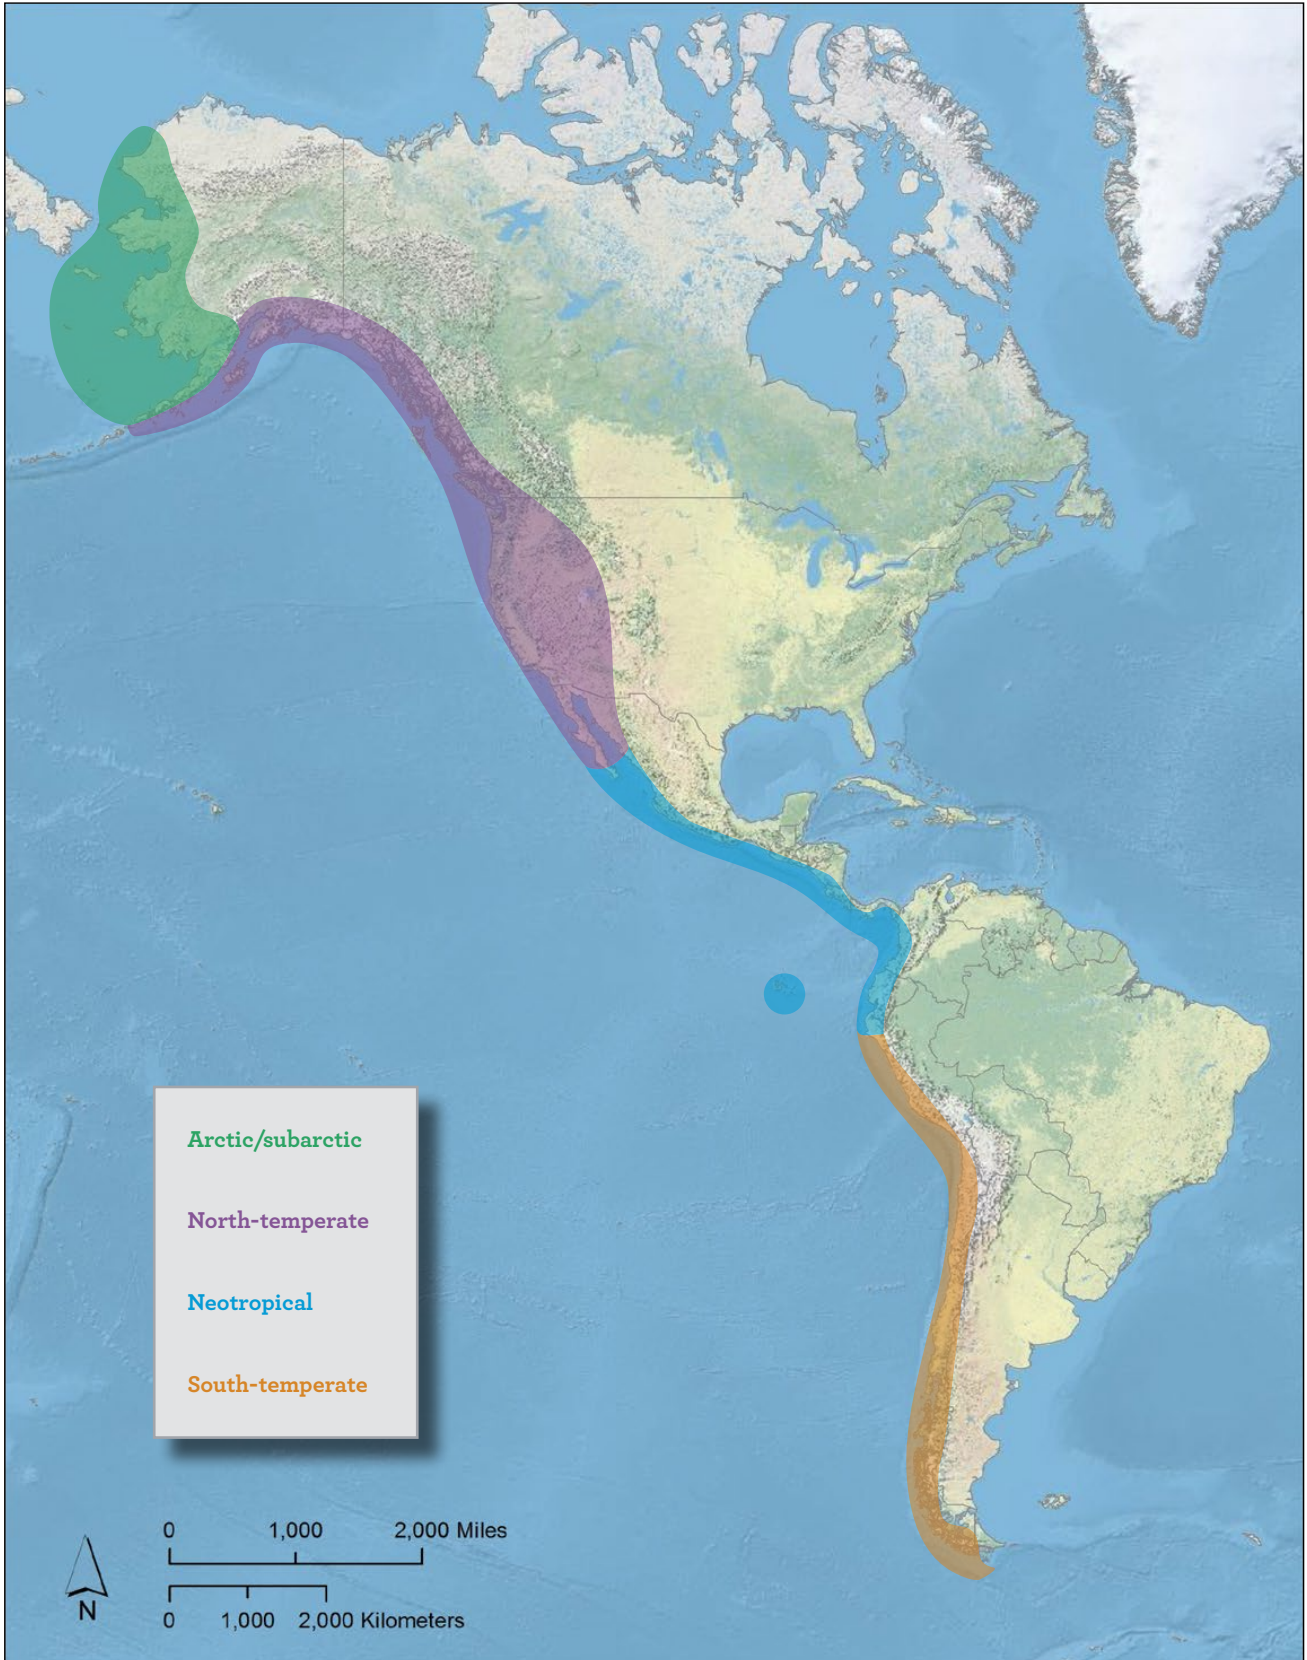 Arctic/subarctic
North-temperate
Neotropical
South-temperate
0 1,000 2,000 Miles
0 1,000 2,000 Kilometers
N